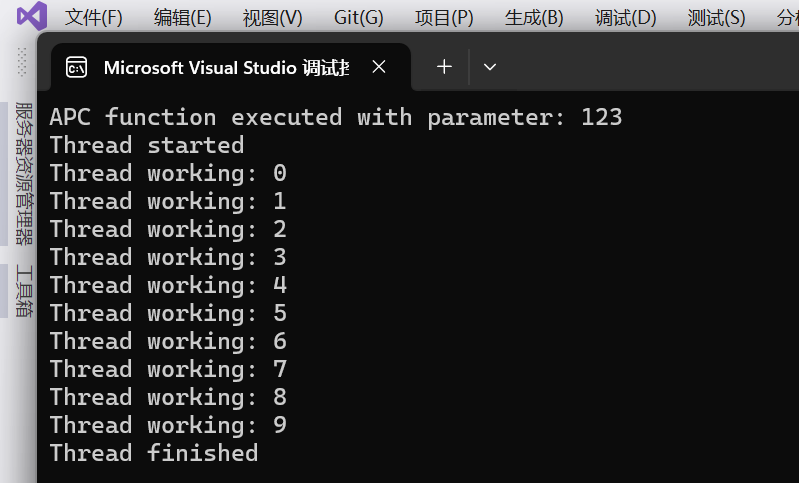 文件(F) 编辑(E) 视图(V) Git(G) 项目(P) 生成(B) 调试(D) 测试(S)
Microsoft Visual Studio 调试
服务器资源管理器
工具箱
APC function executed with parameter: 123
Thread started
Thread working: 0
Thread working: 1
Thread working: 2
Thread working: 3
Thread working: 4
Thread working: 5
Thread working: 6
Thread working: 7
Thread working: 8
Thread working: 9
Thread finished